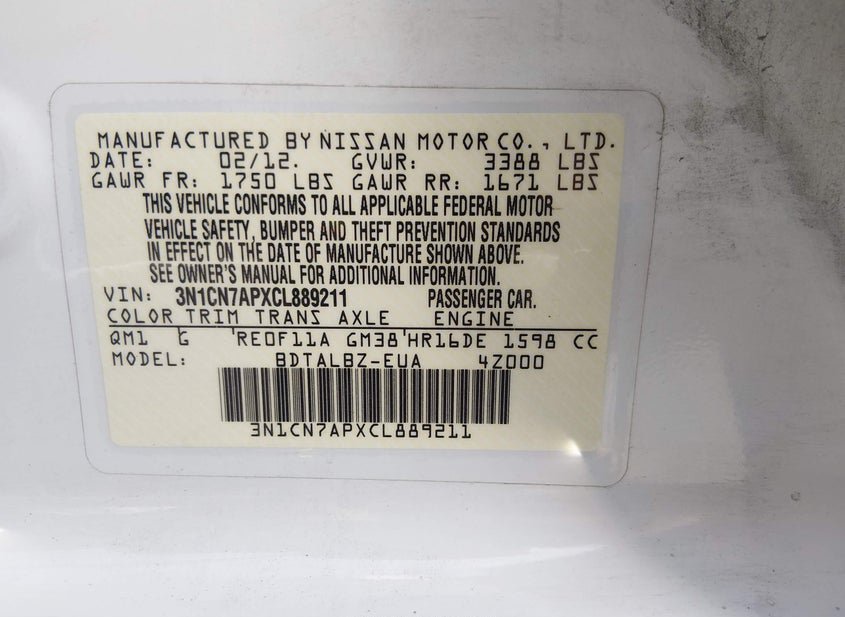 MANUFACTURED BY NISSAN MOTOR CO., LTD.
DATE: 02/12. GVWR: 3388 LBS
GAWR FR: 1750 LBS GAWR RR: 1671 LBS
THIS VEHICLE CONFORMS TO ALL APPLICABLE FEDERAL MOTOR
VEHICLE SAFETY, BUMPER AND THEFT PREVENTION STANDARDS
IN EFFECT ON THE DATE OF MANUFACTURE SHOWN ABOVE.
SEE OWNER'S MANUAL FOR ADDITIONAL INFORMATION.
VIN: 3N1CN7APXCL889211 PASSENGER CAR.
COLOR TRIM TRANS AXLE ENGINE
QM1 G RE0F11A GM38 HR16DE 1598 CC
MODEL: BDTALBZ-EUA 4Z000
3N1CN7APXCL889211